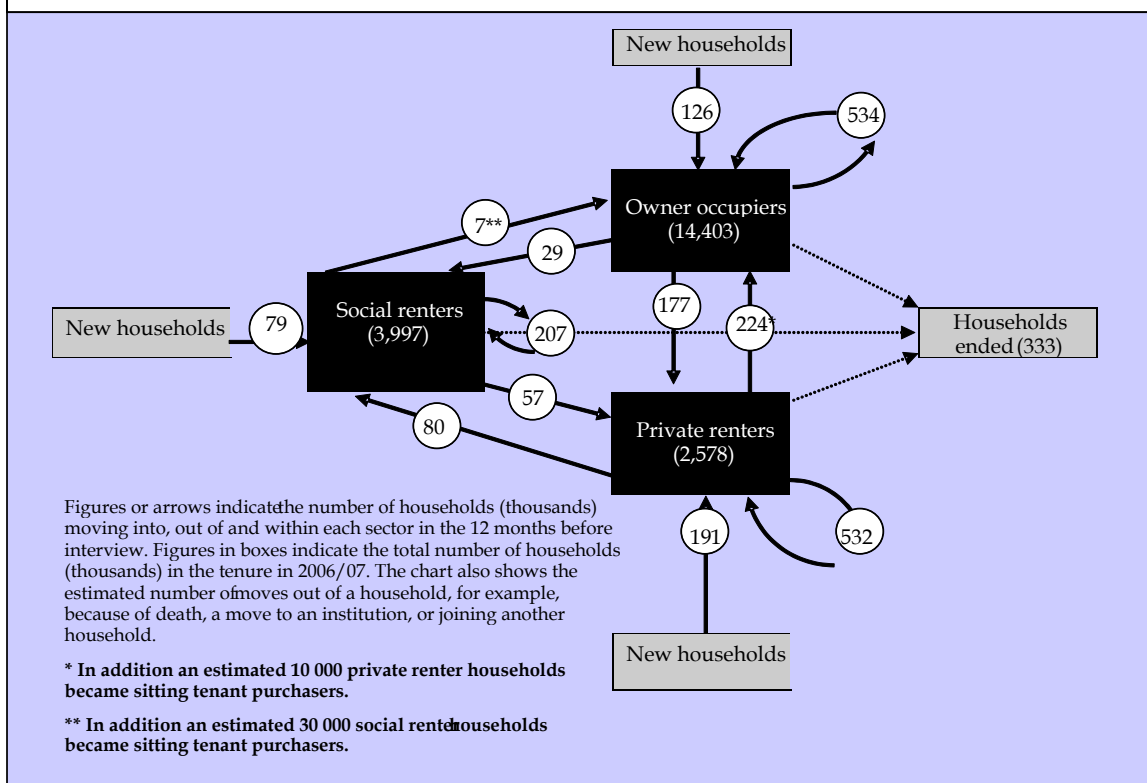 New households
126
534
Owner occupiers
(14,403)
7**
29
177
224*
New households
79
Social renters
(3,997)
207
Households
ended (333)
57
80
Private renters
(2,578)
191
532
New households
Figures or arrows indicatethe number of households (thousands)
moving into, out of and within each sector in the 12 months before
interview. Figures in boxes indicate the total number of households
(thousands) in the tenure in 2006/07. The chart also shows the
estimated number ofmoves out of a household, for example,
because of death, a move to an institution, or joining another
household.
* In addition an estimated 10 000 private renter households
became sitting tenant purchasers.
** In addition an estimated 30 000 social renterhouseholds
became sitting tenant purchasers.